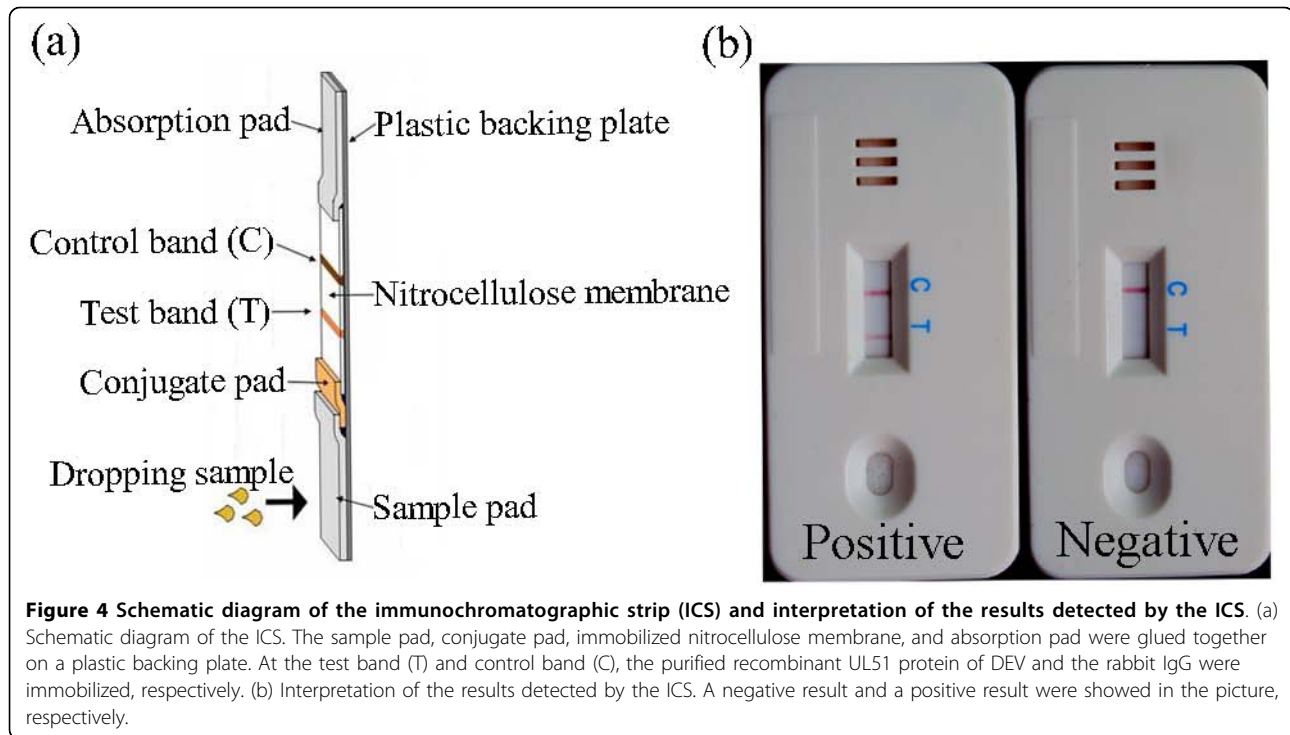 (a)
(b)
Absorption pad
Plastic backing plate
Control band (C)
Nitrocellulose membrane
Test band (T)
Conjugate pad
Dropping sample
Sample pad
C T
C T
Positive
Negative
Figure 4 Schematic diagram of the immunochromatographic strip (ICS) and interpretation of the results detected by the ICS. (a)
Schematic diagram of the ICS. The sample pad, conjugate pad, immobilized nitrocellulose membrane, and absorption pad were glued together
on a plastic backing plate. At the test band (T) and control band (C), the purified recombinant UL51 protein of DEV and the rabbit IgG were
immobilized, respectively. (b) Interpretation of the results detected by the ICS. A negative result and a positive result were showed in the picture,
respectively.